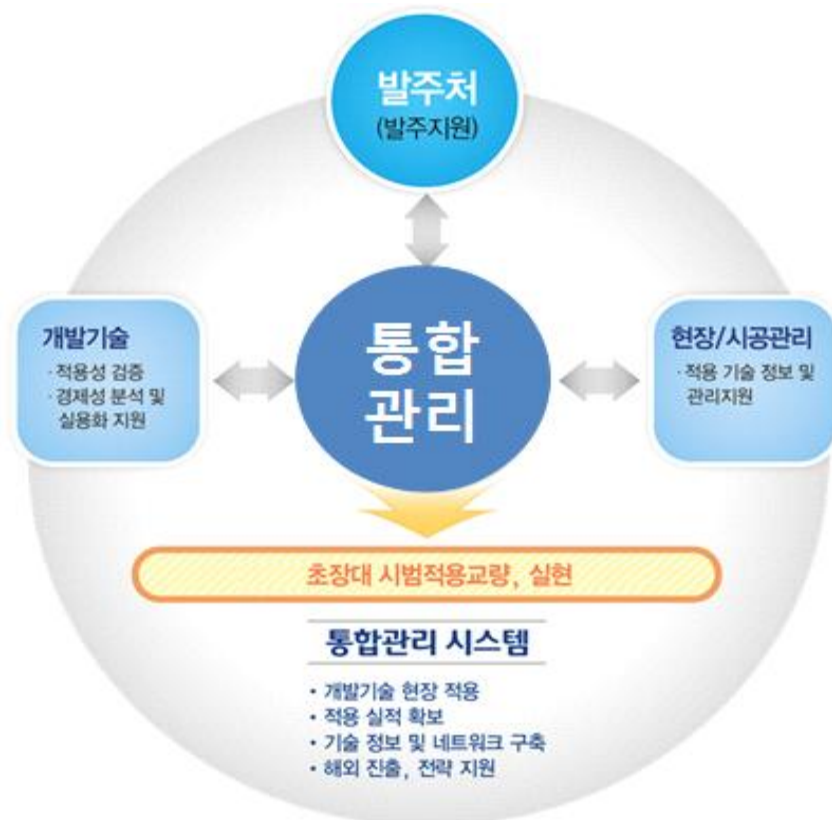 발주처
(발주지원)
통합
관리
개발기술
· 적용성 검증
· 경제성 분석 및
실용화 지원
현장/시공관리
· 적용 기술 정보 및
관리지원
초장대 시범적용교량, 실현
통합관리 시스템
• 개발기술 현장 적용
• 적용 실적 확보
• 기술 정보 및 네트워크 구축
• 해외 진출, 전략 지원